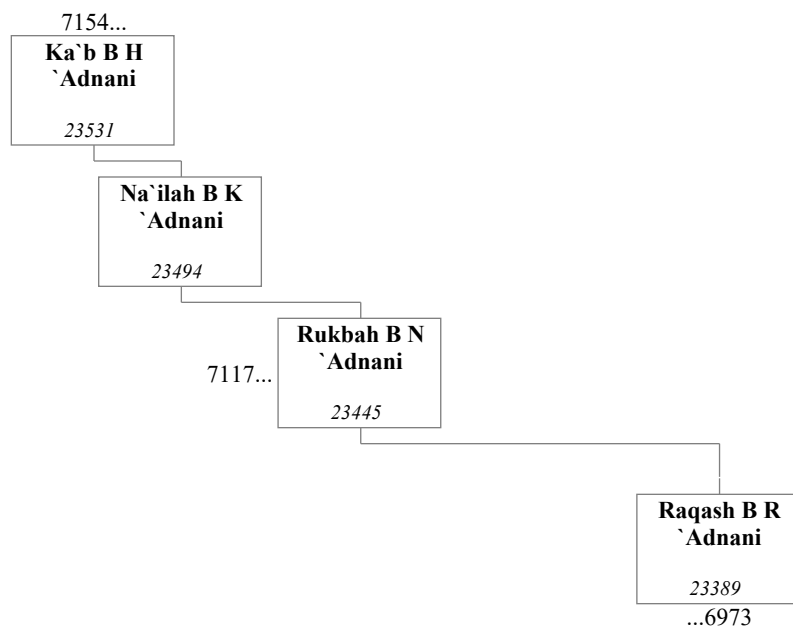 7154...
Ka`b B H
`Adnani
23531
Na`ilah B K
`Adnani
23494
Rukbah B N
`Adnani
7117...
23445
Raqash B R
`Adnani
23389
...6973